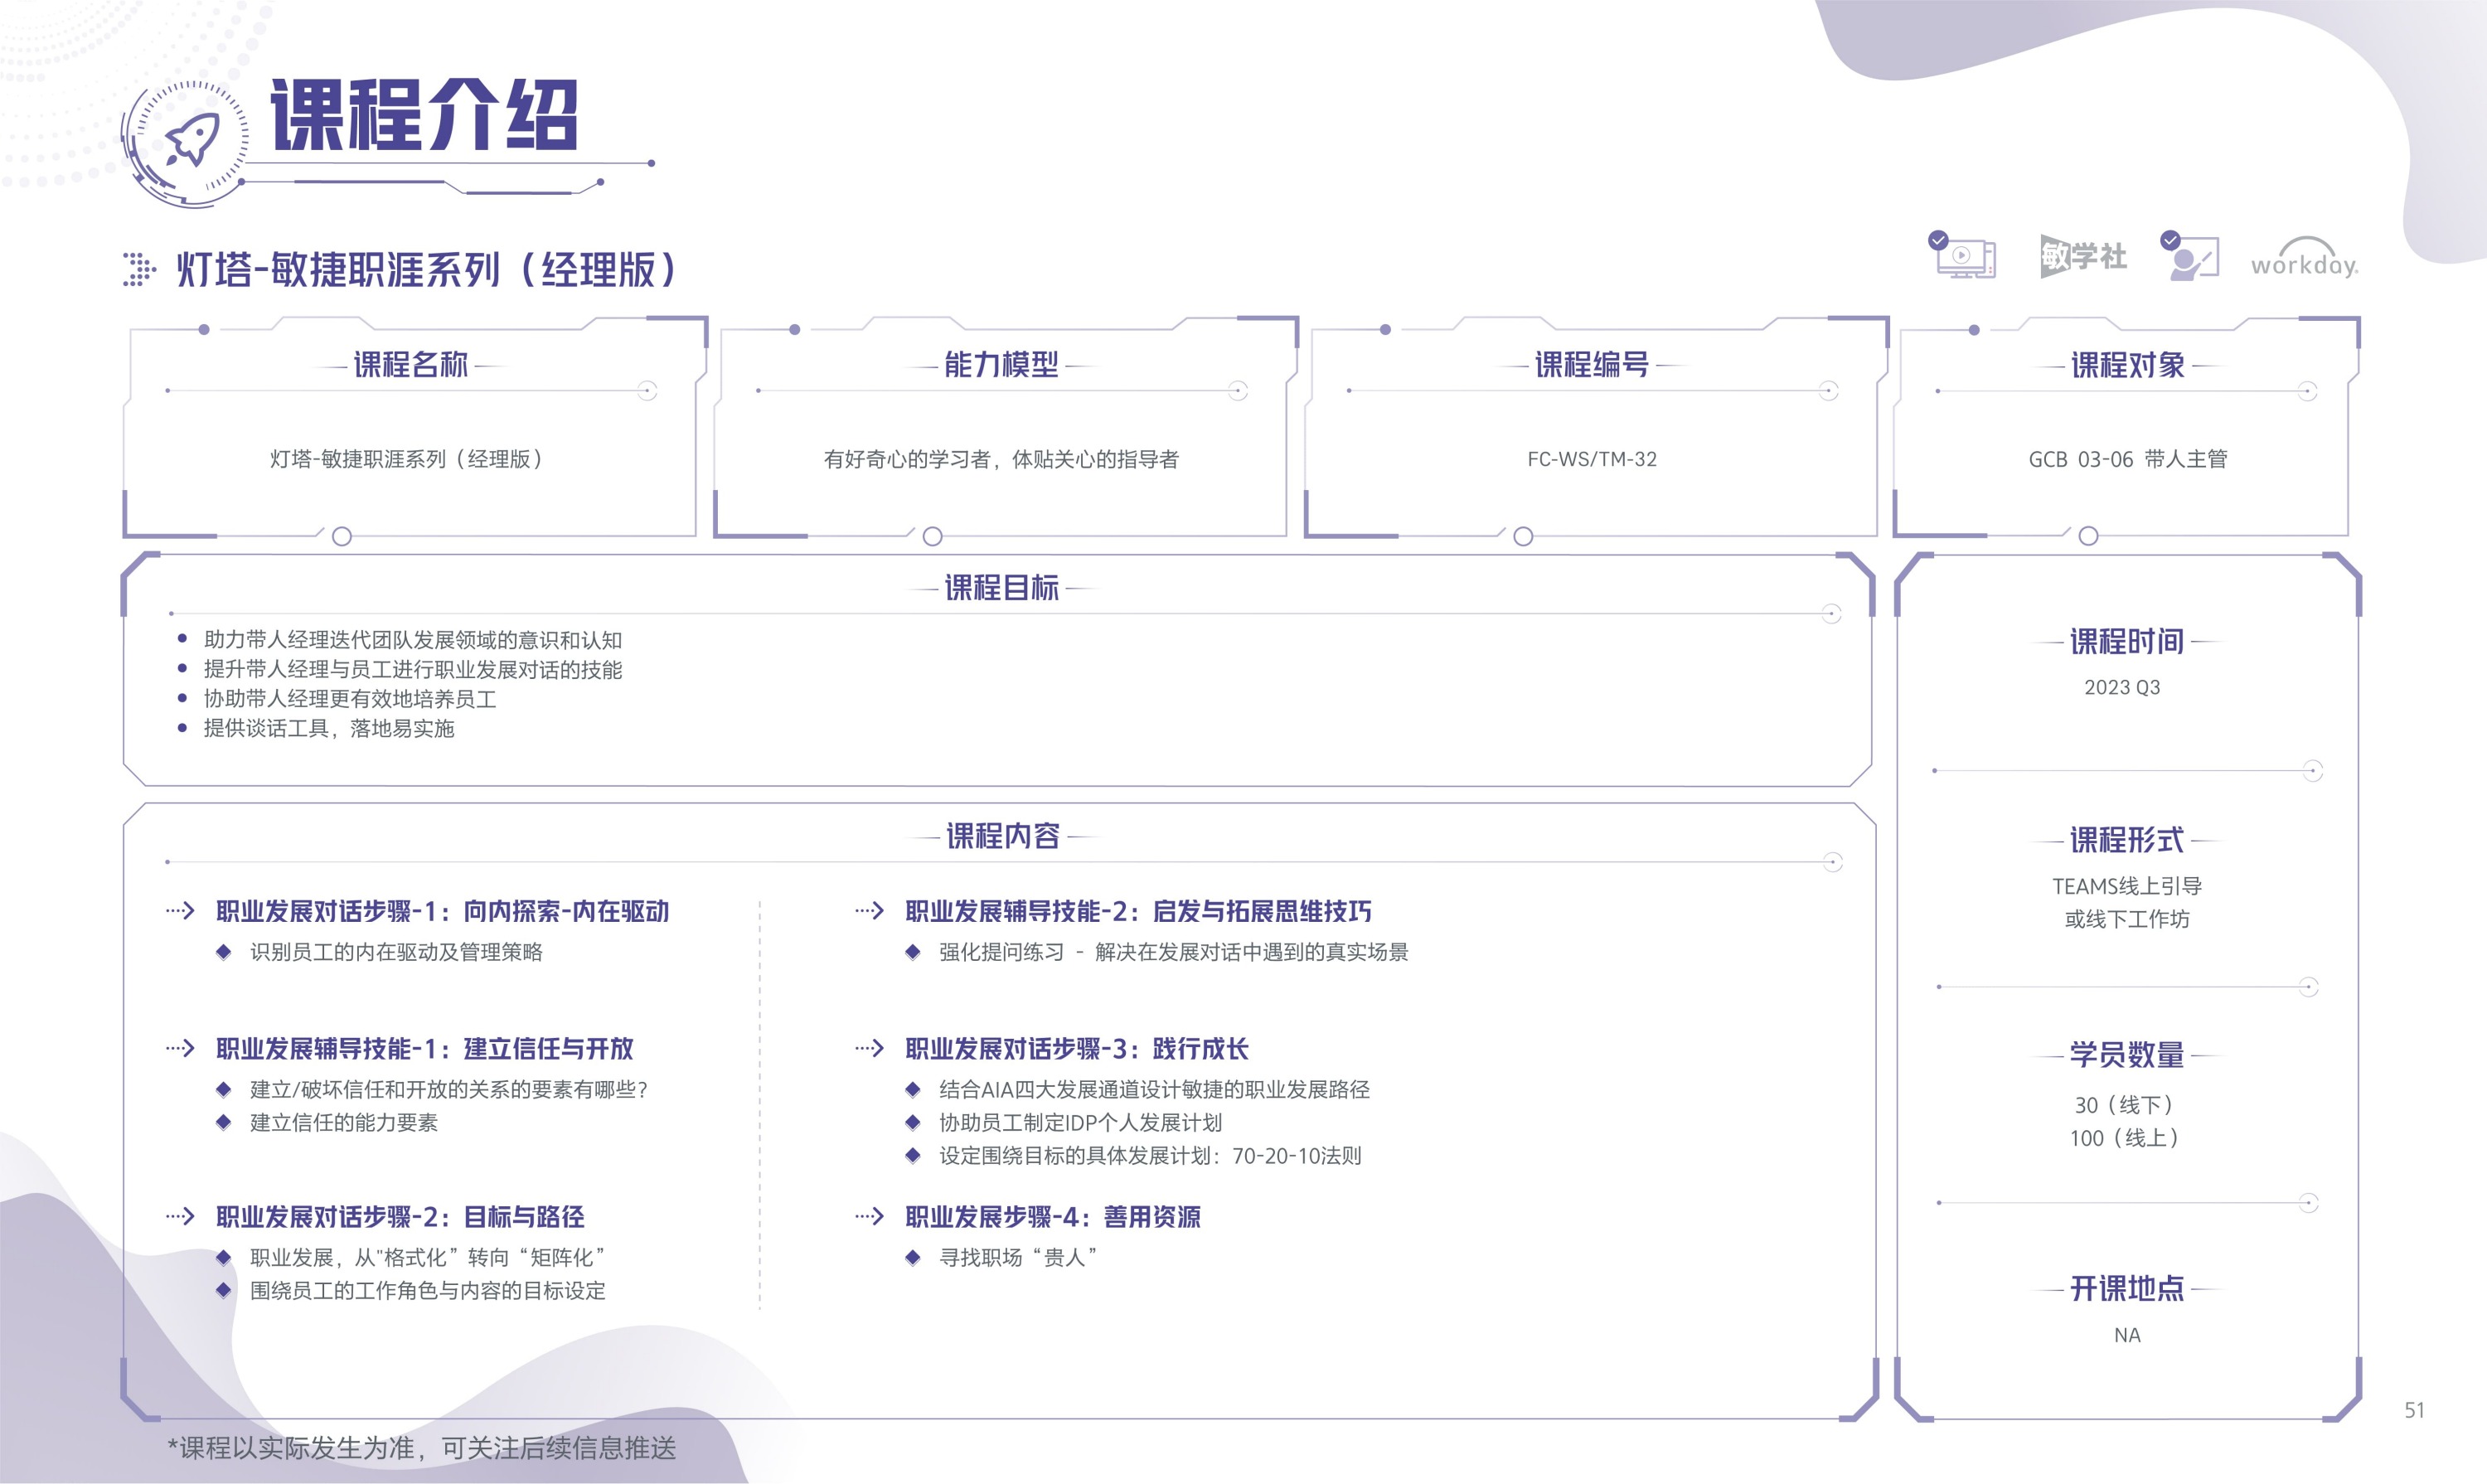 课程介绍
灯塔-敏捷职涯系列（经理版）
敏学社
workday.
课程名称
灯塔-敏捷职涯系列（经理版）
能力模型
有好奇心的学习者，体贴关心的指导者
课程编号
FC-WS/TM-32
课程对象
GCB 03-06 带人主管
课程目标
助力带人经理迭代团队发展领域的意识和认知
提升带人经理与员工进行职业发展对话的技能
协助带人经理更有效地培养员工
提供谈话工具，落地易实施
课程内容
职业发展对话步骤-1：向内探索-内在驱动
识别员工的内在驱动及管理策略
职业发展辅导技能-1：建立信任与开放
建立/破坏信任和开放的关系的要素有哪些？
建立信任的能力要素
职业发展对话步骤-2：目标与路径
职业发展，从"格式化”转向“矩阵化”
围绕员工的工作角色与内容的目标设定
职业发展辅导技能-2：启发与拓展思维技巧
强化提问练习 - 解决在发展对话中遇到的真实场景
职业发展对话步骤-3：践行成长
结合AIA四大发展通道设计敏捷的职业发展路径
协助员工制定IDP个人发展计划
设定围绕目标的具体发展计划：70-20-10法则
职业发展步骤-4：善用资源
寻找职场“贵人”
课程时间
2023 Q3
课程形式
TEAMS线上引导
或线下工作坊
学员数量
30（线下）
100（线上）
开课地点
NA
*课程以实际发生为准，可关注后续信息推送
51